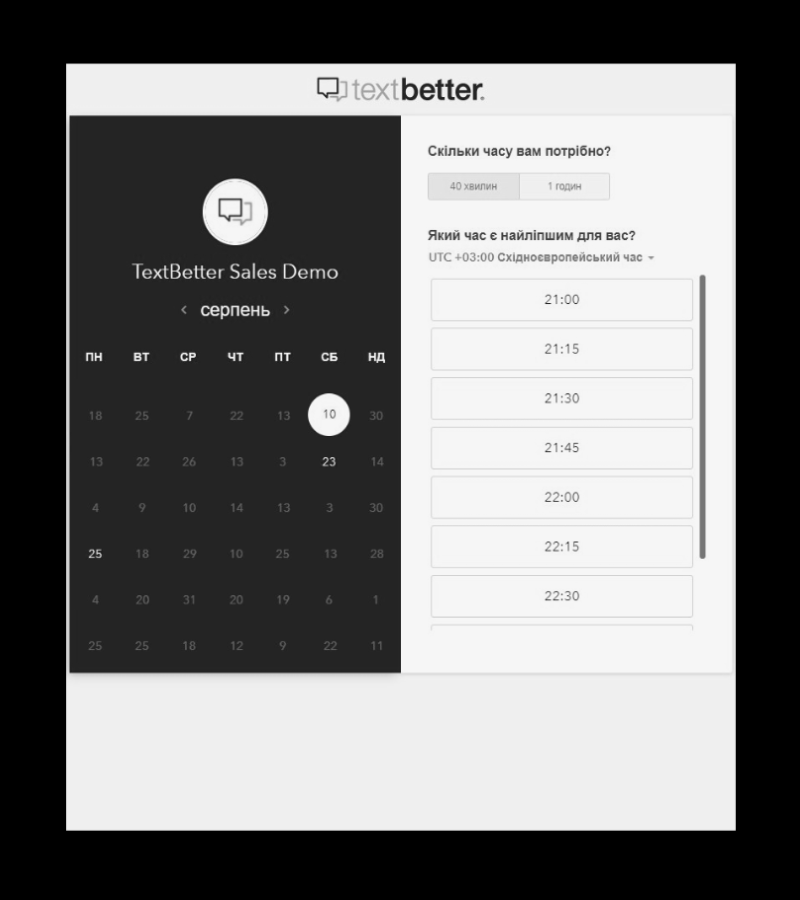 textbetter.
TextBetter Sales Demo
< серпень >
ПН ВТ СР ЧТ ПТ СБ НД
18 25 7 22 13 10 30
13 22 26 13 3 23 14
4 9 10 14 13 3 30
25 18 29 10 25 13 28
4 20 31 20 19 6 1
25 25 18 12 9 22 11
Скільки часу вам потрібно?
40 хвилин 1 годин
Який час є найліпшим для вас?
UTC +03:00 Східноєвропейський час
21:00
21:15
21:30
21:45
22:00
22:15
22:30